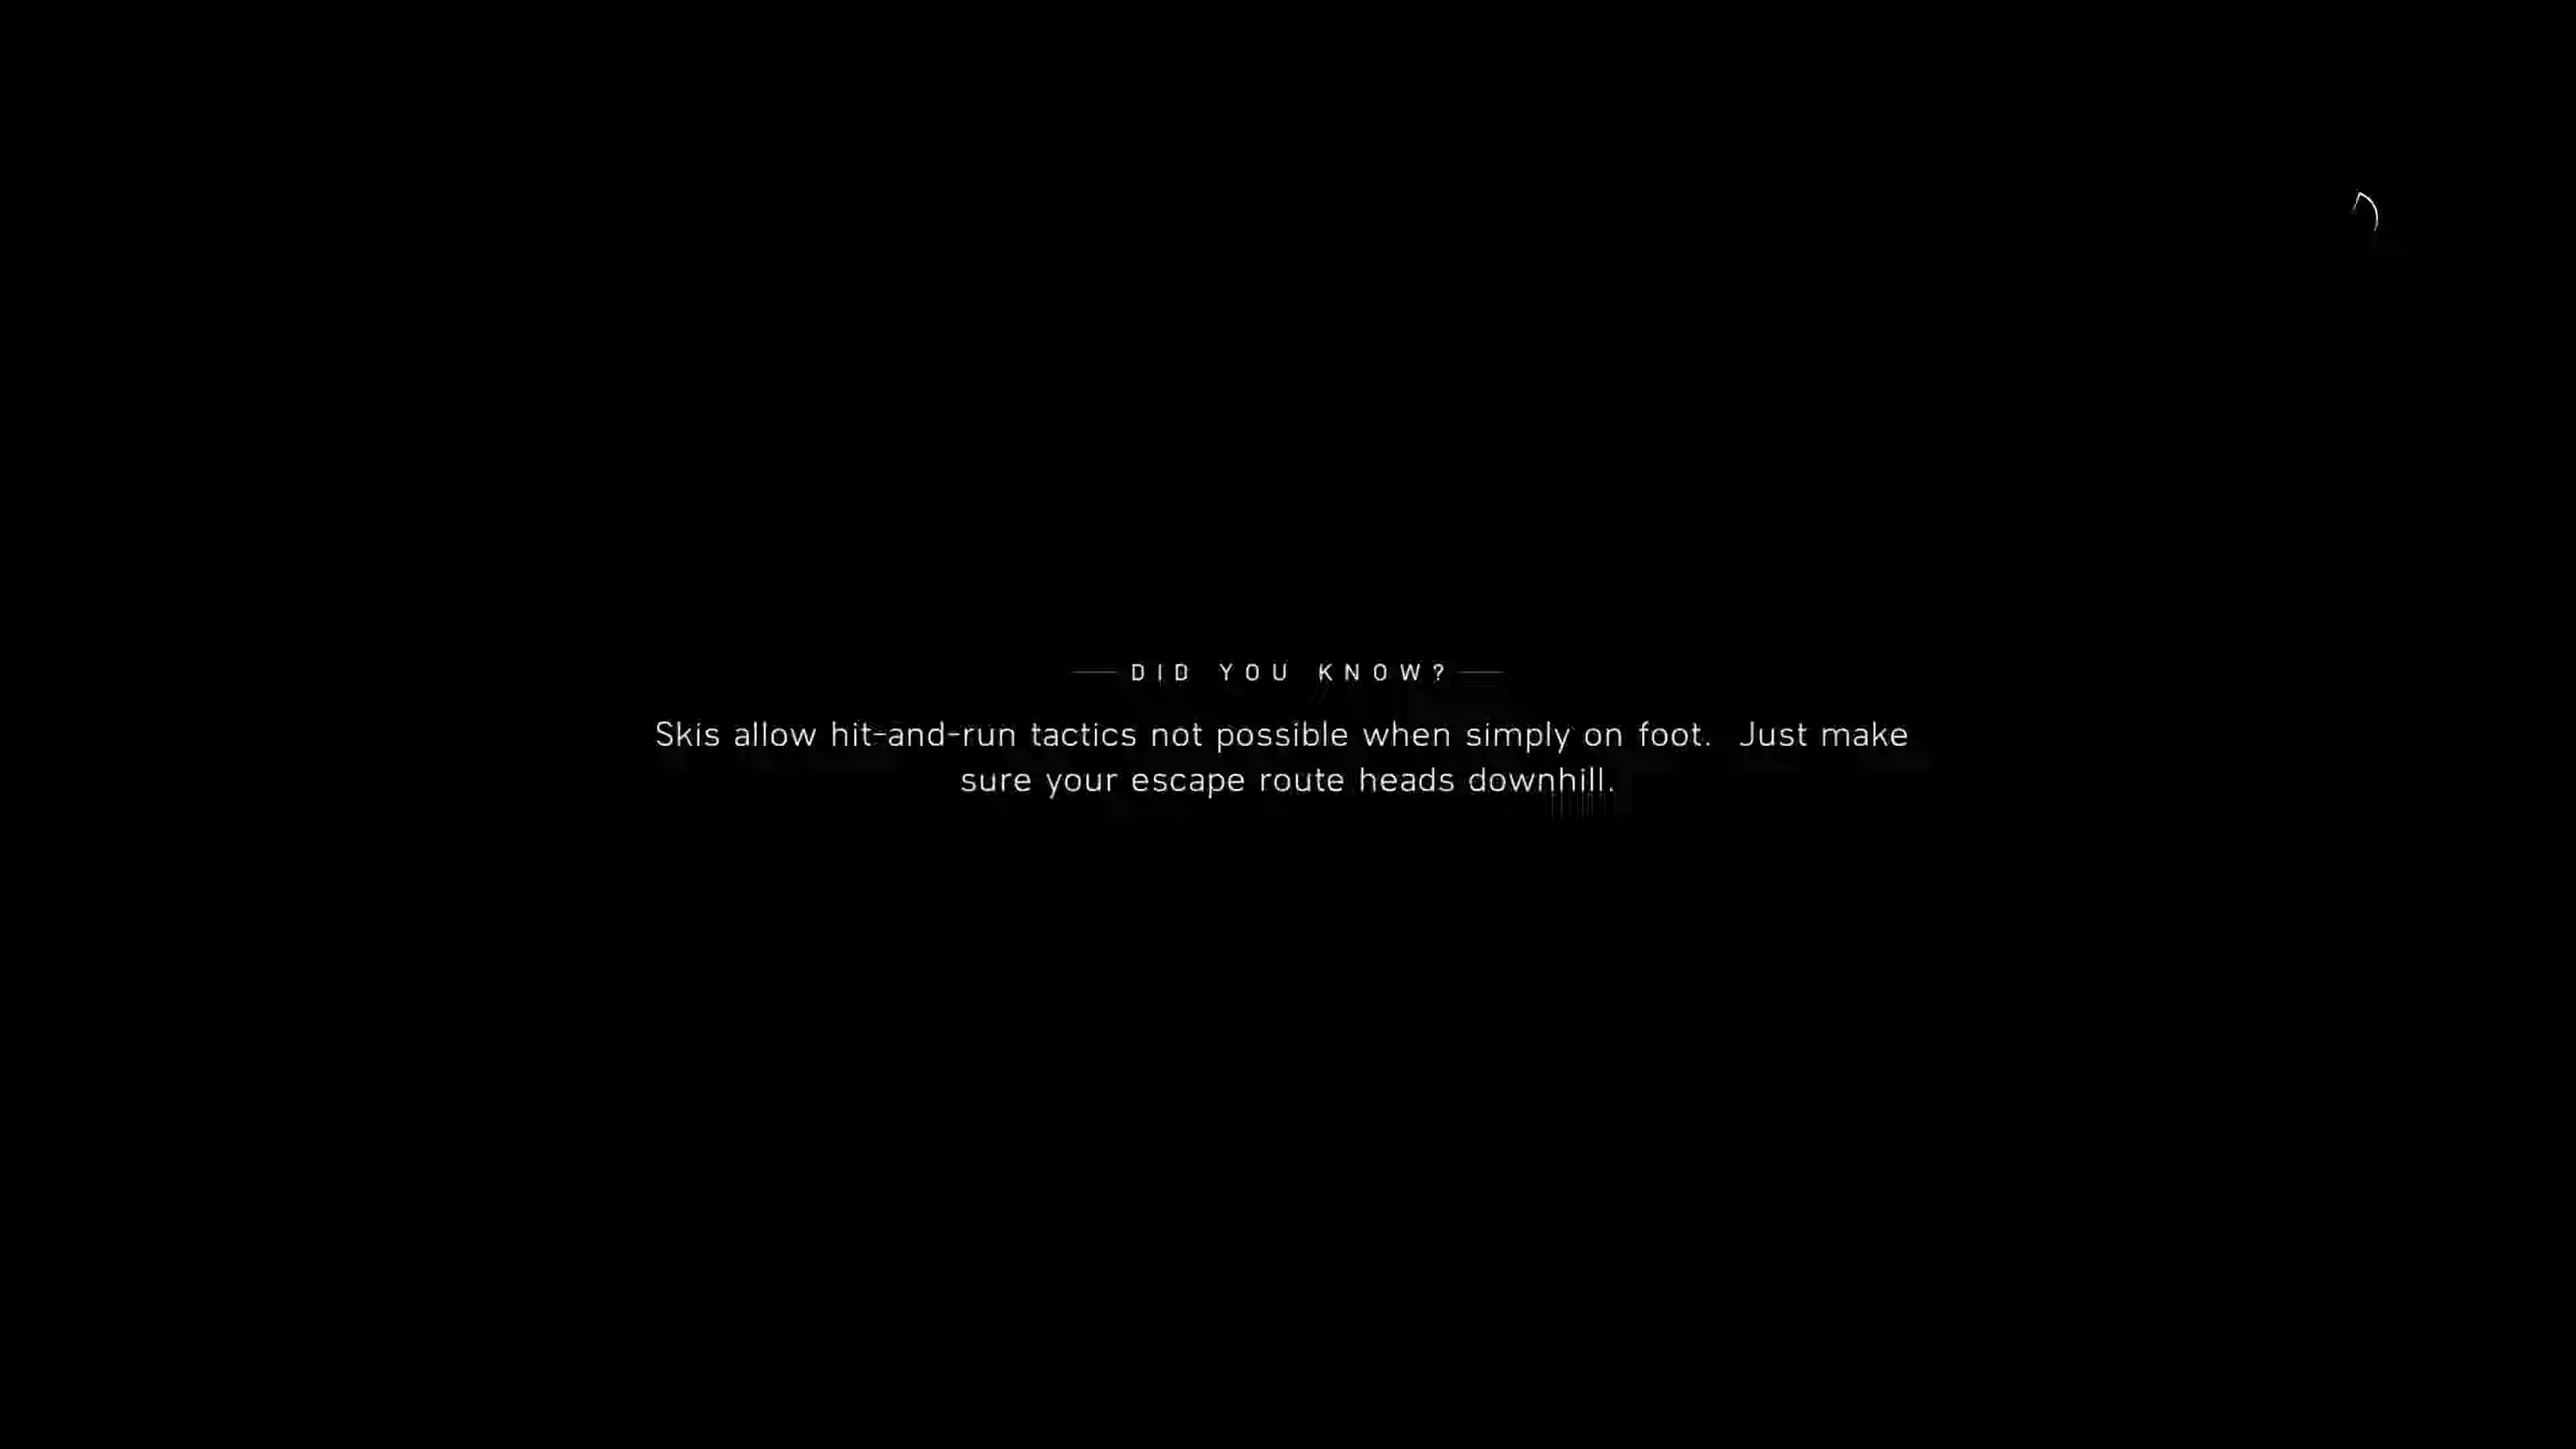 DID YOU KNOW?
Skis allow hit-and-run tactics not possible when simply on foot.  Just make
sure your escape route heads downhill.